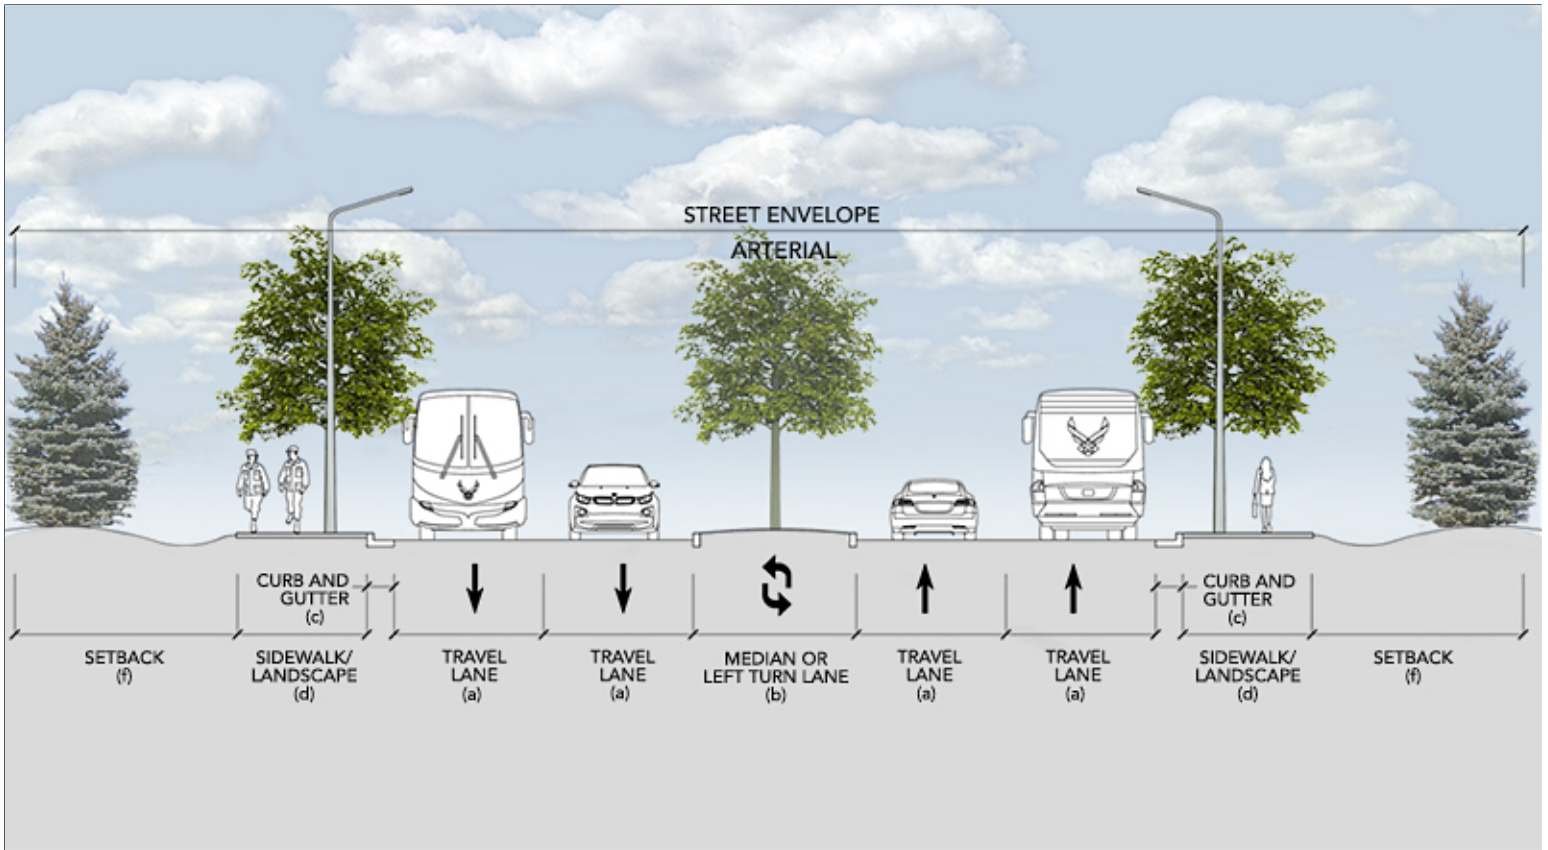 STREET ENVELOPE
ARTERIAL
CURB AND
GUTTER
(c)
CURB AND
GUTTER
(c)
SETBACK
(f)
SIDEWALK/
LANDSCAPE
(d)
TRAVEL
LANE
(a)
TRAVEL
LANE
(a)
MEDIAN OR
LEFT TURN LANE
(b)
TRAVEL
LANE
(a)
TRAVEL
LANE
(a)
SIDEWALK/
LANDSCAPE
(d)
SETBACK
(f)